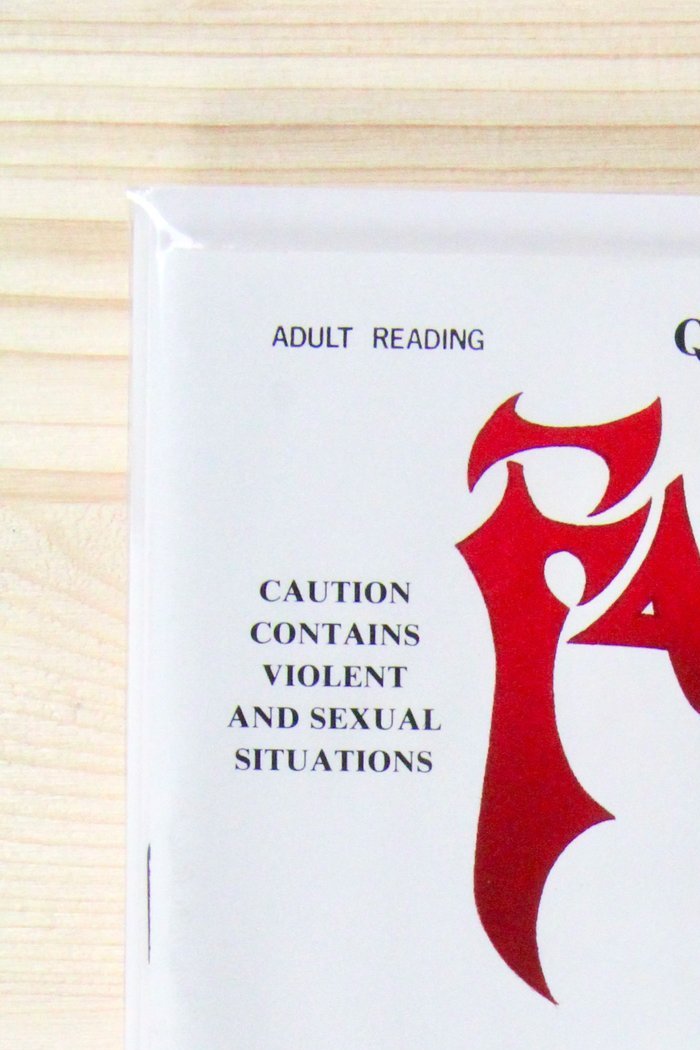 ADULT READING
CAUTION
CONTAINS
VIOLENT
AND SEXUAL
SITUATIONS